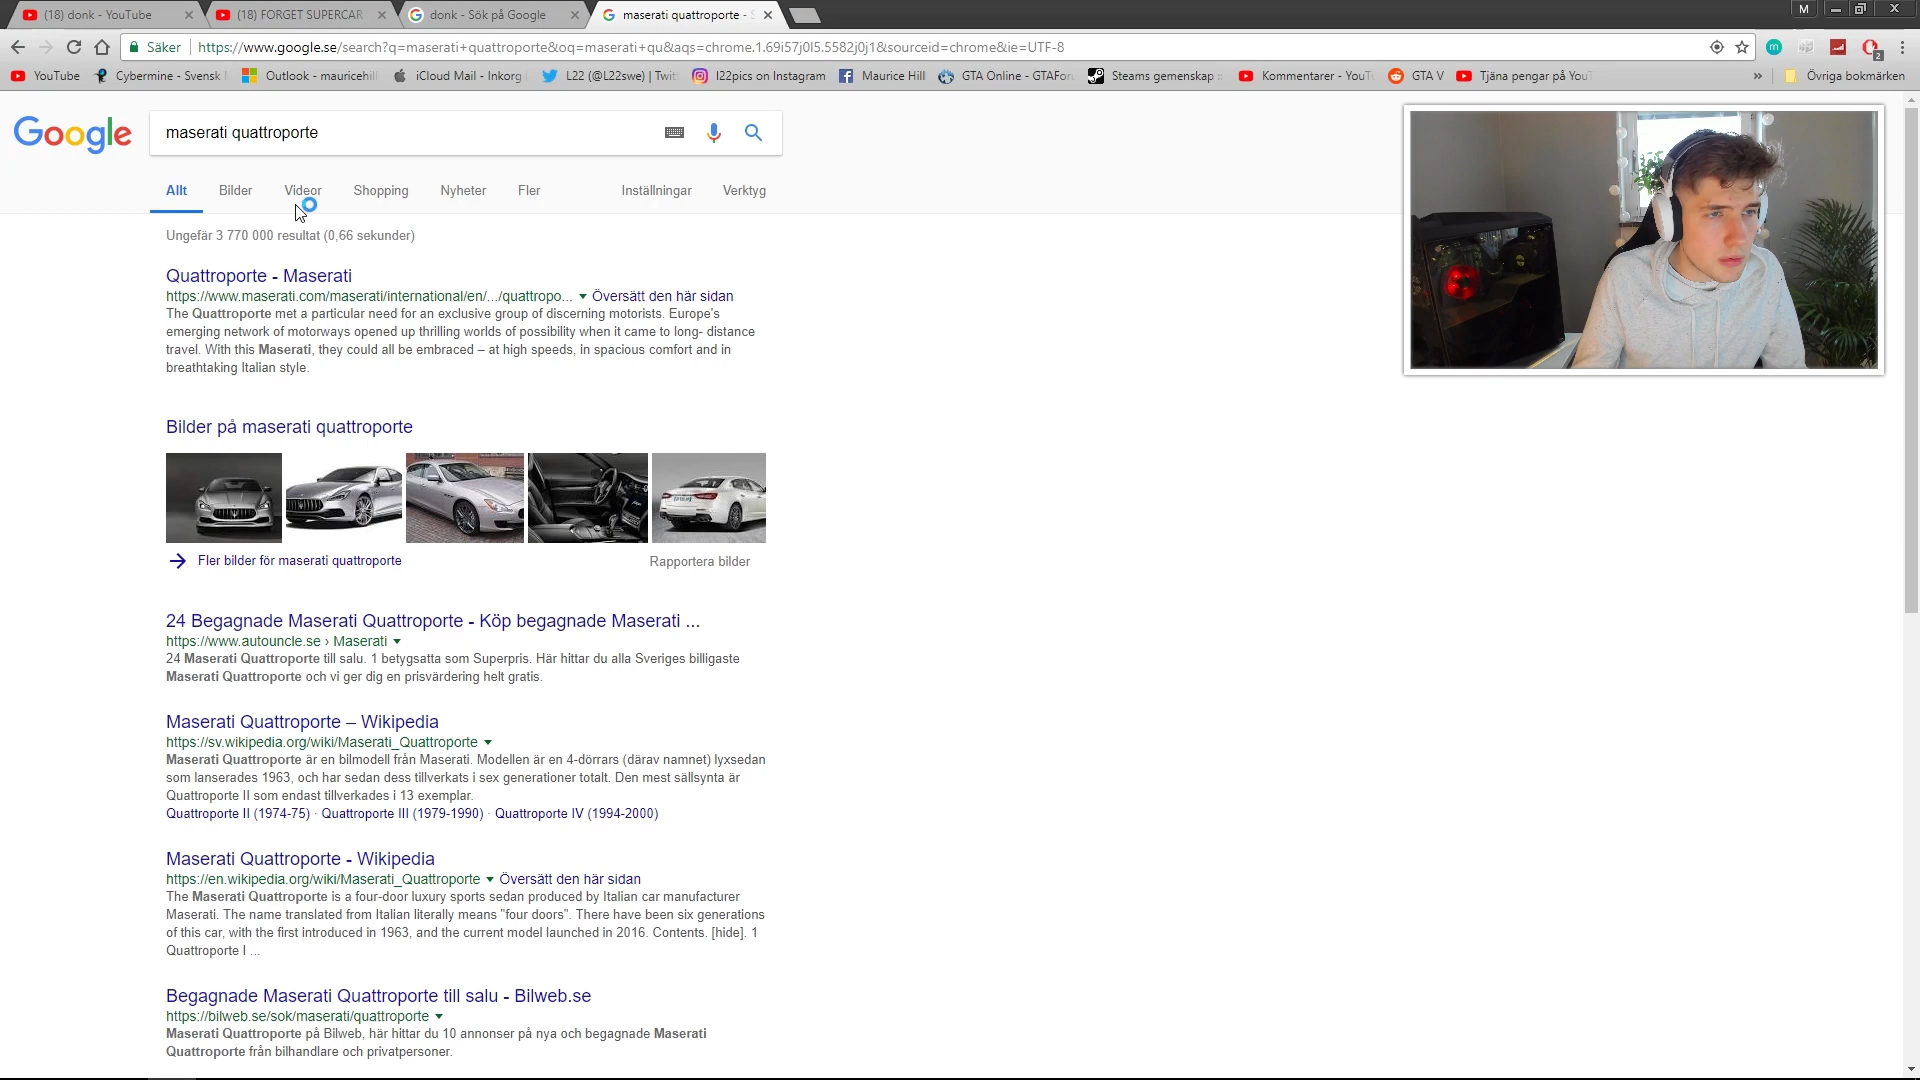 (18) donk - YouTube
(18) FORGET SUPERCAR
donk - Sök på Google
maserati quattroporte - S
M
Säker
https://www.google.se/search?q=maserati+quattroporte&oq=maserati+qu&aqs=chrome.1.69i57j0l5.5582j0j1&sourceid=chrome&ie=UTF-8
m
2
YouTube
Cybermine - Svensk
Outlook - mauricehil
iCloud Mail - Inkorg
L22 (@L22swe) | Twit
l22pics on Instagram
Maurice Hill
GTA Online - GTAFor
Steams gemenskap ::
Kommentarer - YouT
GTA V
Tjäna pengar på You
»
Övriga bokmärken
Google
maserati quattroporte
Allt
Bilder
Videor
Shopping
Nyheter
Fler
Inställningar
Verktyg
Ungefär 3 770 000 resultat (0,66 sekunder)
Quattroporte - Maserati
https://www.maserati.com/maserati/international/en/.../quattropo... Översätt den här sidan
The Quattroporte met a particular need for an exclusive group of discerning motorists. Europe's
emerging network of motorways opened up thrilling worlds of possibility when it came to long- distance
travel. With this Maserati, they could all be embraced – at high speeds, in spacious comfort and in
breathtaking Italian style.
Bilder på maserati quattroporte
Fler bilder för maserati quattroporte
Rapportera bilder
24 Begagnade Maserati Quattroporte - Köp begagnade Maserati ...
https://www.autouncle.se › Maserati
24 Maserati Quattroporte till salu. 1 betygsatta som Superpris. Här hittar du alla Sveriges billigaste
Maserati Quattroporte och vi ger dig en prisvärdering helt gratis.
Maserati Quattroporte – Wikipedia
https://sv.wikipedia.org/wiki/Maserati_Quattroporte
Maserati Quattroporte är en bilmodell från Maserati. Modellen är en 4-dörrars (därav namnet) lyxsedan
som lanserades 1963, och har sedan dess tillverkats i sex generationer totalt. Den mest sällsynta är
Quattroporte II som endast tillverkades i 13 exemplar.
Quattroporte II (1974-75) · Quattroporte III (1979-1990) · Quattroporte IV (1994-2000)
Maserati Quattroporte - Wikipedia
https://en.wikipedia.org/wiki/Maserati_Quattroporte Översätt den här sidan
The Maserati Quattroporte is a four-door luxury sports sedan produced by Italian car manufacturer
Maserati. The name translated from Italian literally means "four doors". There have been six generations
of this car, with the first introduced in 1963, and the current model launched in 2016. Contents. [hide]. 1
Quattroporte I ...
Begagnade Maserati Quattroporte till salu - Bilweb.se
https://bilweb.se/sok/maserati/quattroporte
Maserati Quattroporte på Bilweb, här hittar du 10 annonser på nya och begagnade Maserati
Quattroporte från bilhandlare och privatpersoner.